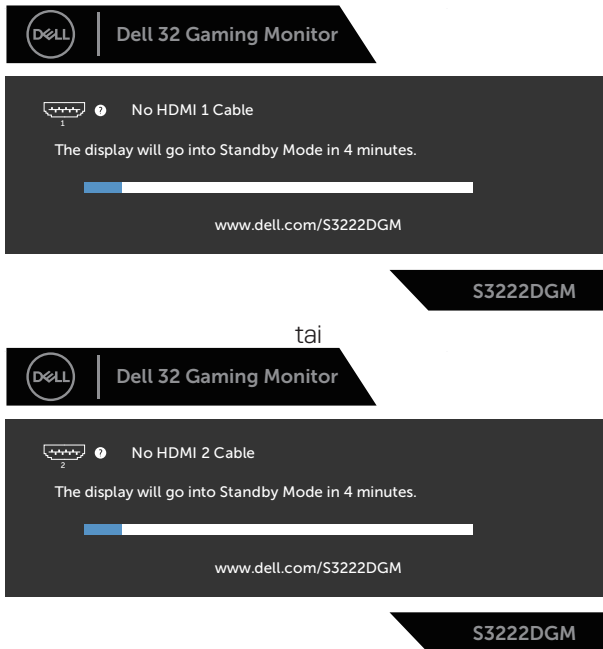 DELL
Dell 32 Gaming Monitor
1
?
No HDMI 1 Cable
The display will go into Standby Mode in 4 minutes.
www.dell.com/S3222DGM
S3222DGM
tai
DELL
Dell 32 Gaming Monitor
2
?
No HDMI 2 Cable
The display will go into Standby Mode in 4 minutes.
www.dell.com/S3222DGM
S3222DGM